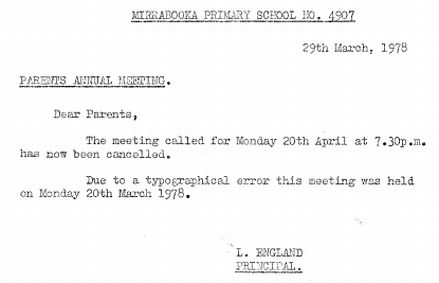 MIRRABOOKA PRIMARY SCHOOL NO. 4907
29th March, 1978
PARENTS ANNUAL MEETING.
Dear Parents,
The meeting called for Monday 20th April at 7.30p.m.
has now been cancelled.
Due to a typographical error this meeting was held
on Monday 20th March 1978.
L. ENGLAND
PRINCIPAL.